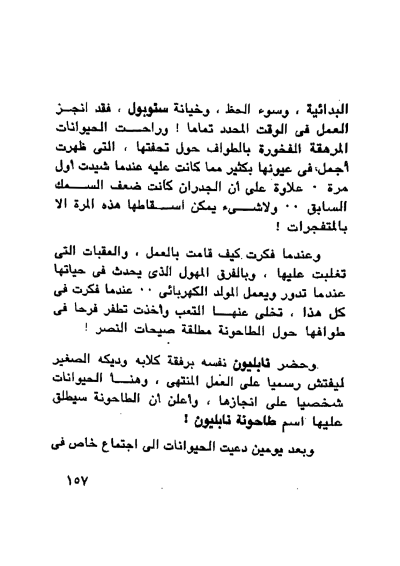 البدائية ، وسوء الحظ ، وخيانة سنوبول ، فقد انجز
العمل فى الوقت المحدد تماما ! وراحت الحيوانات
المرهقة الفخورة بالطواف حول تحفتها ، التى ظهرت
أجمل فى عيونها بكثير مما كانت عليه عندما شيدت أول
مرة ٠ علاوة على أن الجدران كانت ضعف السمك
السابق ٠٠ ولاشىء يمكن اسقاطها هذه المرة الا
بالمتفجرات !
وعندما فكرت كيف قامت بالعمل ، والعقبات التى
تغلبت عليها ، وبالفرق المهول الذى يحدث فى حياتها
عندما تدور ويعمل المولد الكهربائى ٠٠ عندما فكرت فى
كل هذا ، تخلى عنها التعب وأخذت تطفر فرحا فى
طوافها حول الطاحونة مطلقة صيحات النصر !
وحضر نابليون نفسه برفقة كلابه وديكه الصغير
ليفتش رسميا على العمل المنتهى ، وهنأ الحيوانات
شخصيا على انجازها ، وأعلن أن الطاحونة سيطلق
عليها اسم طاحونة نابليون !
وبعد يومين دعيت الحيوانات الى اجتماع خاص فى
١٥٧